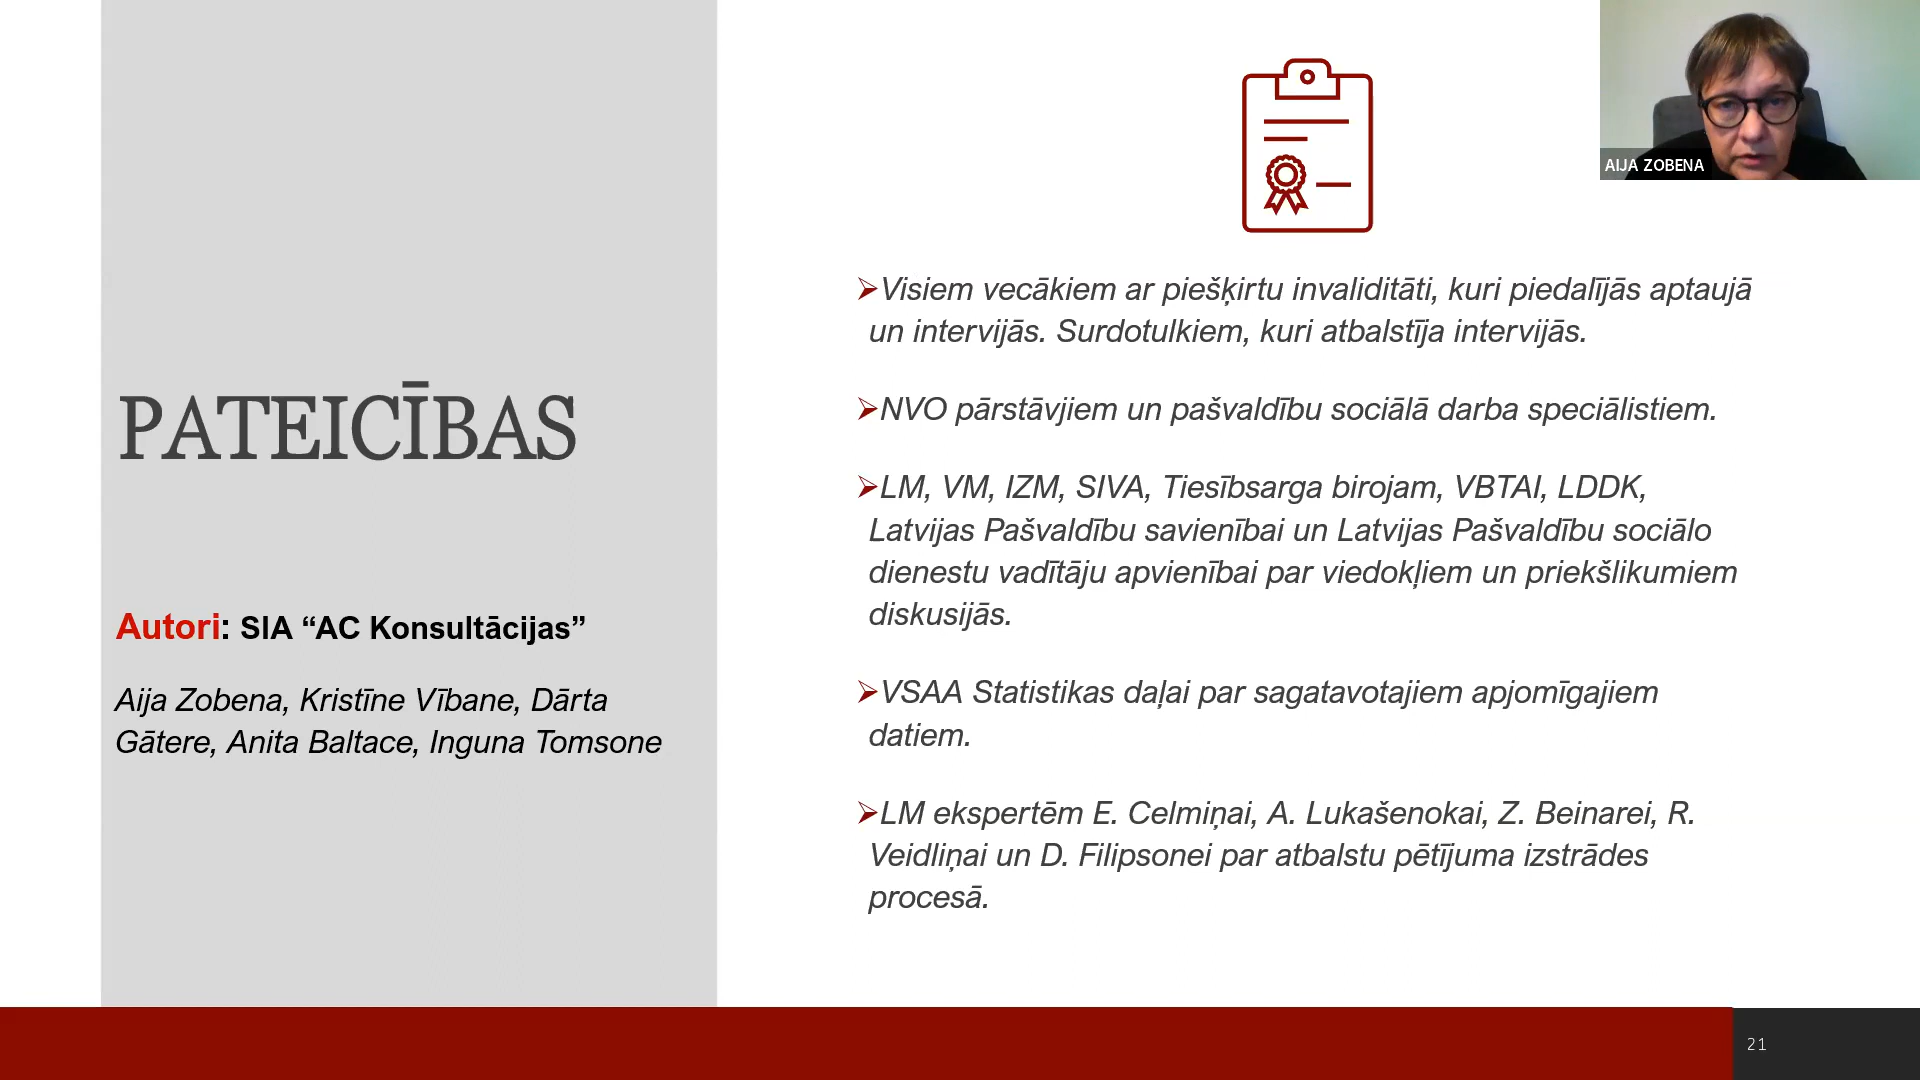 PATEICĪBAS
Autori: SIA “AC Konsultācijas”
Aija Zobena, Kristīne Vībane, Dārta
Gātere, Anita Baltace, Inguna Tomsone
AIJA ZOBENA
Visiem vecākiem ar piešķirtu invaliditāti, kuri piedalījās aptaujā
un intervijās. Surdotulkiem, kuri atbalstīja intervijās.
NVO pārstāvjiem un pašvaldību sociālā darba speciālistiem.
LM, VM, IZM, SIVA, Tiesībsarga birojam, VBTAI, LDDK,
Latvijas Pašvaldību savienībai un Latvijas Pašvaldību sociālo
dienestu vadītāju apvienībai par viedokļiem un priekšlikumiem
diskusijās.
VSAA Statistikas daļai par sagatavotajiem apjomīgajiem
datiem.
LM ekspertēm E. Celmiņai, A. Lukašenokai, Z. Beinarei, R.
Veidliņai un D. Filipsonei par atbalstu pētījuma izstrādes
procesā.
21